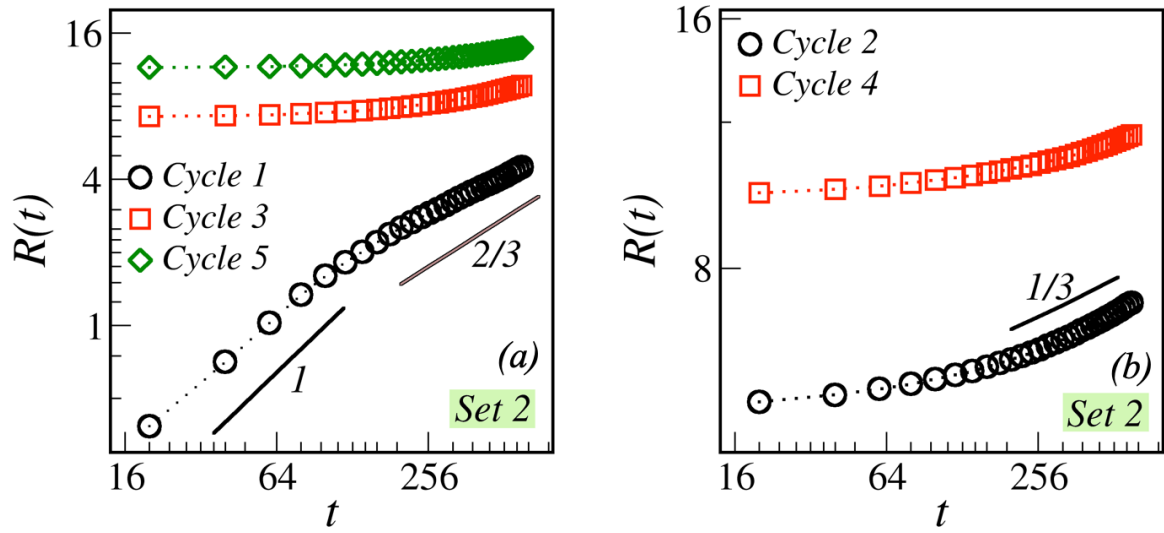 16
4
1
R(t)
Cycle 1
Cycle 3
Cycle 5
2/3
1
(a)
Set 2
16
64
256
t
16
8
R(t)
Cycle 2
Cycle 4
1/3
(b)
Set 2
16
64
256
t